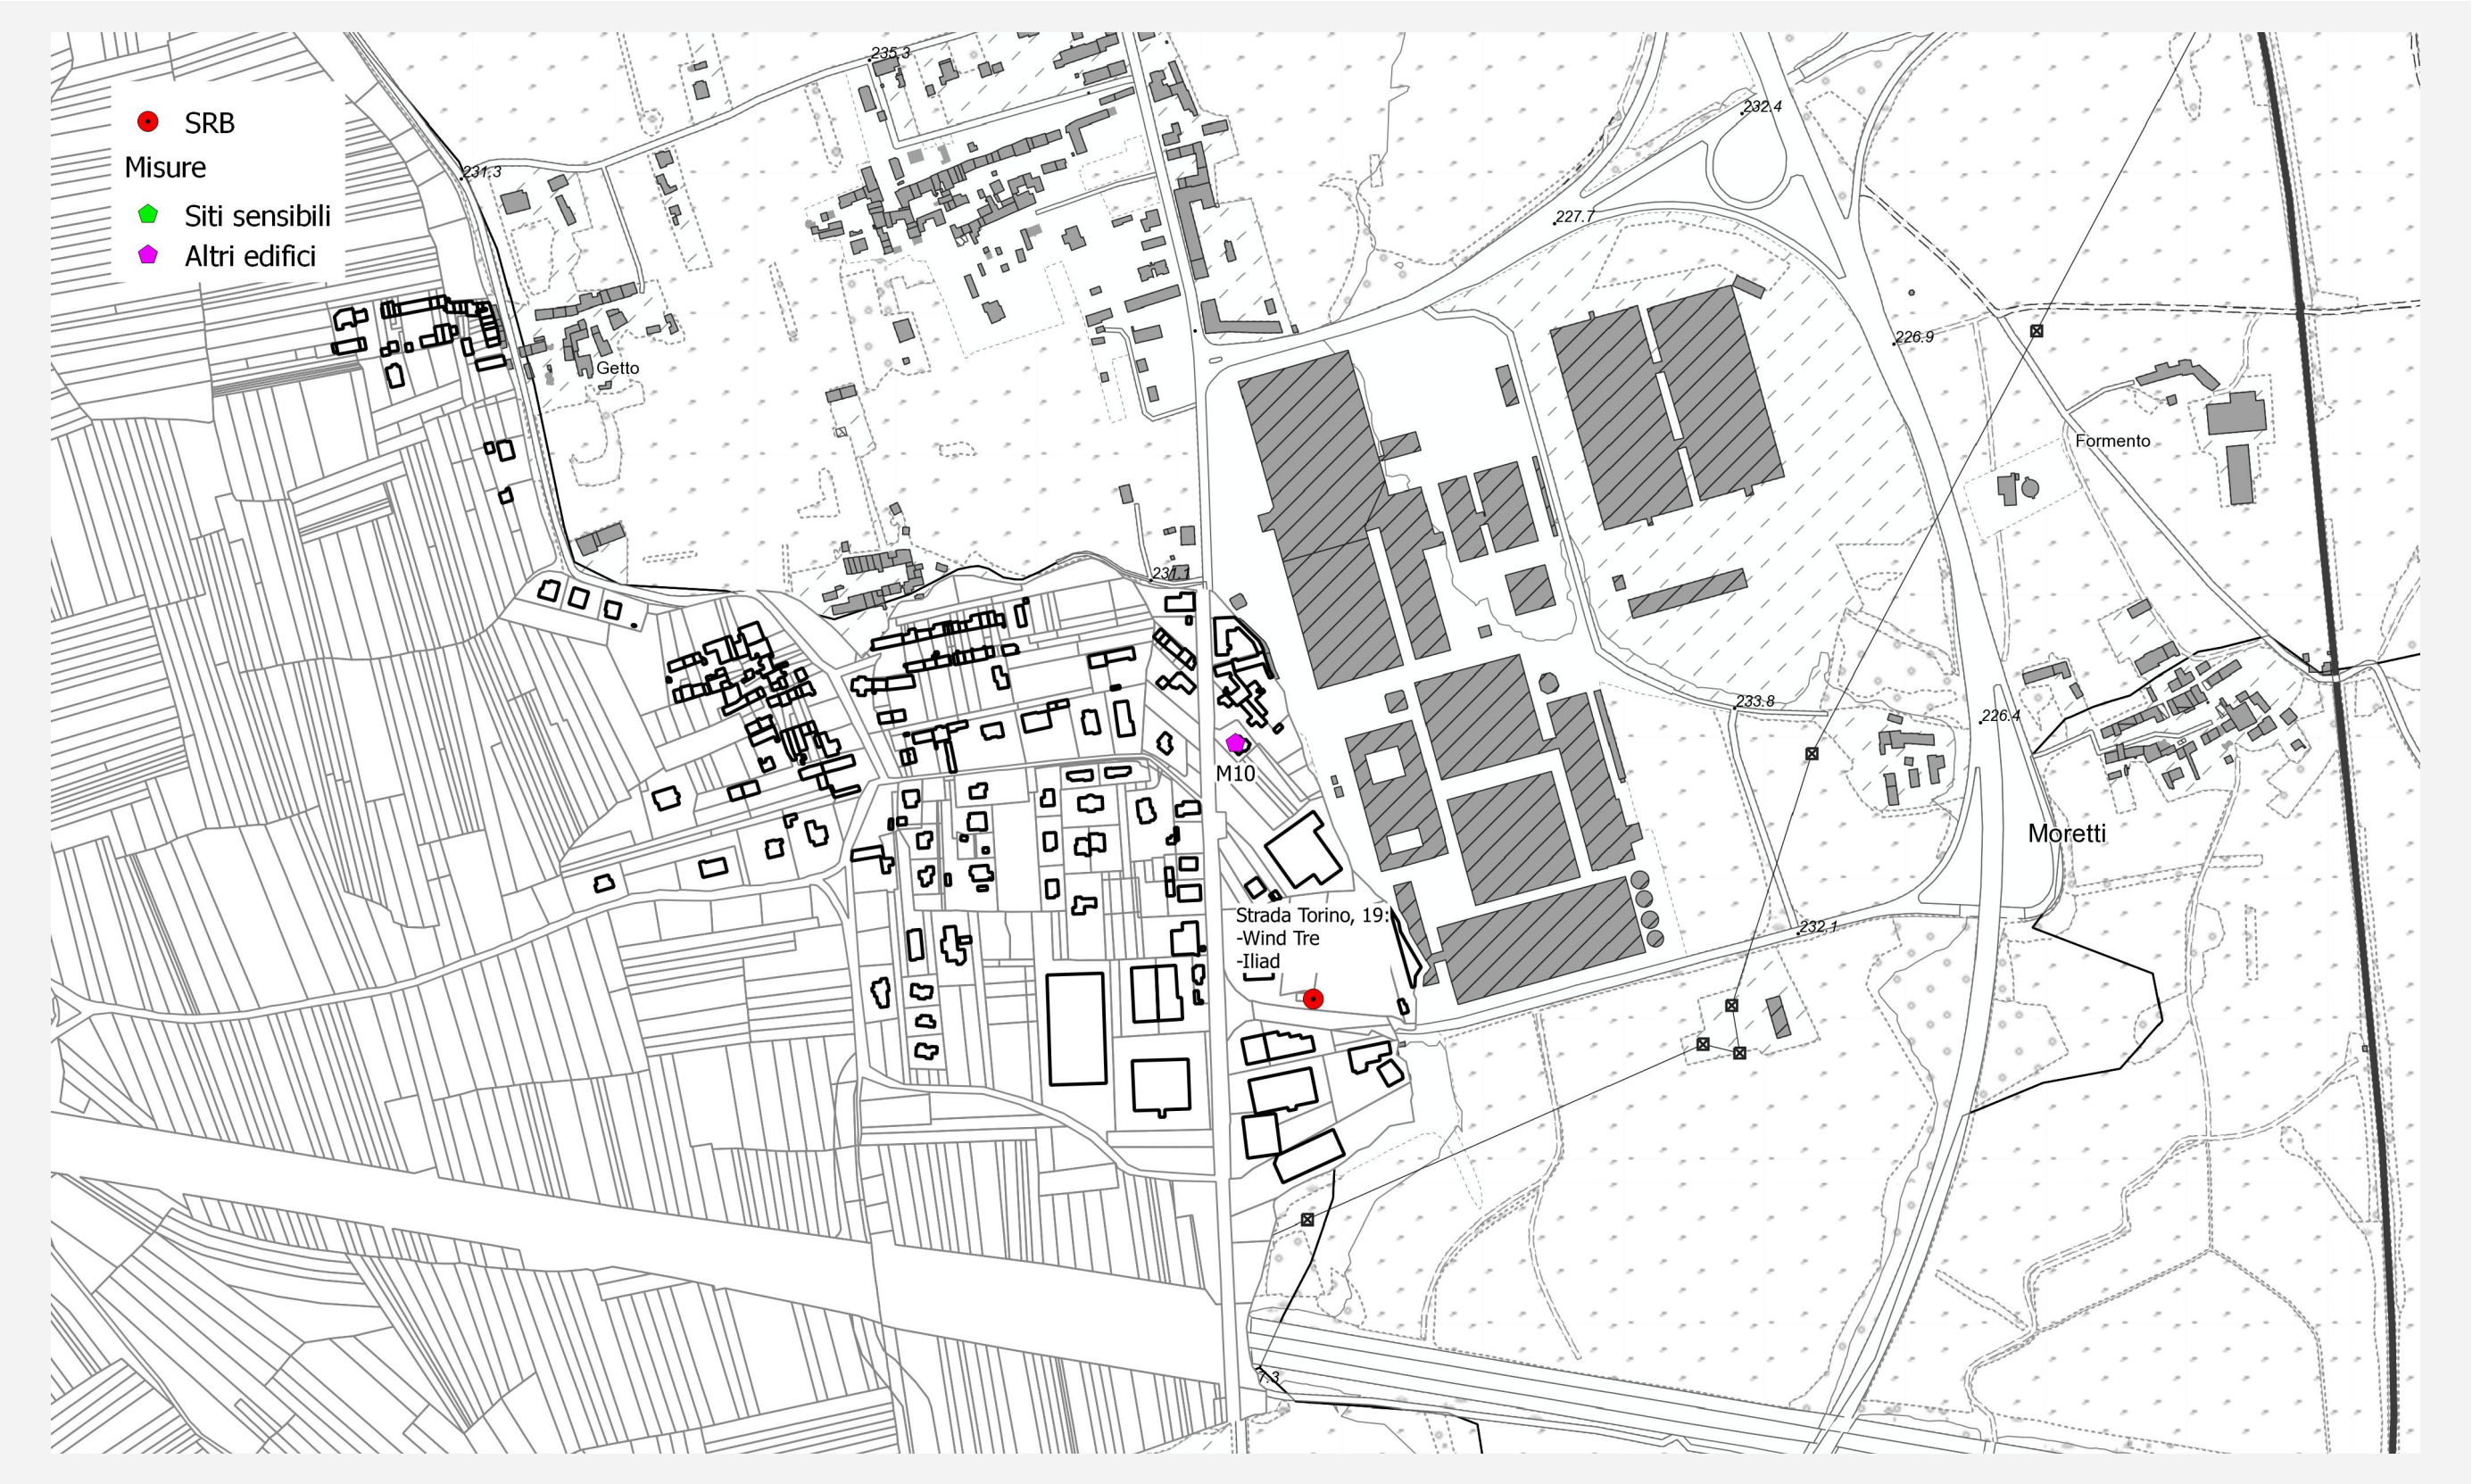 235.3
232.4
SRB
Misure
231.3
Siti sensibili
227.7
Altri edifici
226.9
Getto
Formento
231.1
233.8
226.4
M10
Moretti
Strada Torino, 19:
-Wind Tre
-Iliad
232.1
7.3